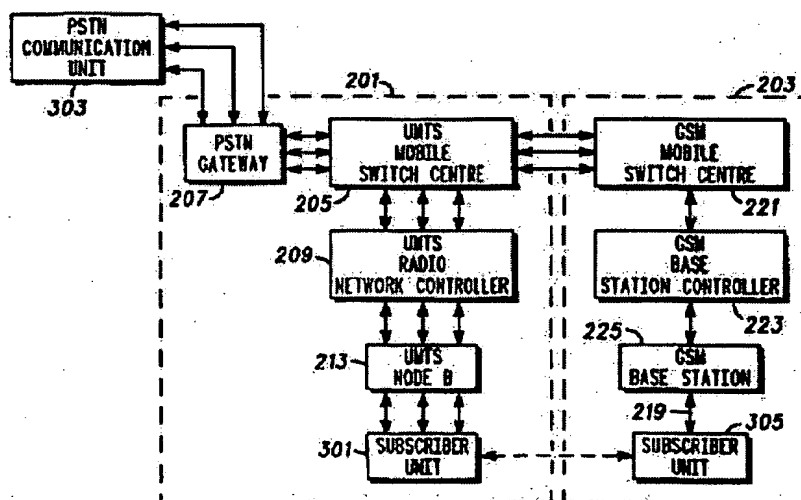 PSTN
COMMUNICATION
UNIT
303
201
203
PSTN
GATEWAY
207
UMTS
MOBILE
SWITCH CENTRE
205
GSM
MOBILE
SWITCH CENTRE
221
209
UMTS
RADIO
NETWORK CONTROLLER
GSM
BASE
STATION CONTROLLER
223
213
UMTS
NODE B
225
GSM
BASE STATION
219
305
301
SUBSCRIBER
UNIT
SUBSCRIBER
UNIT